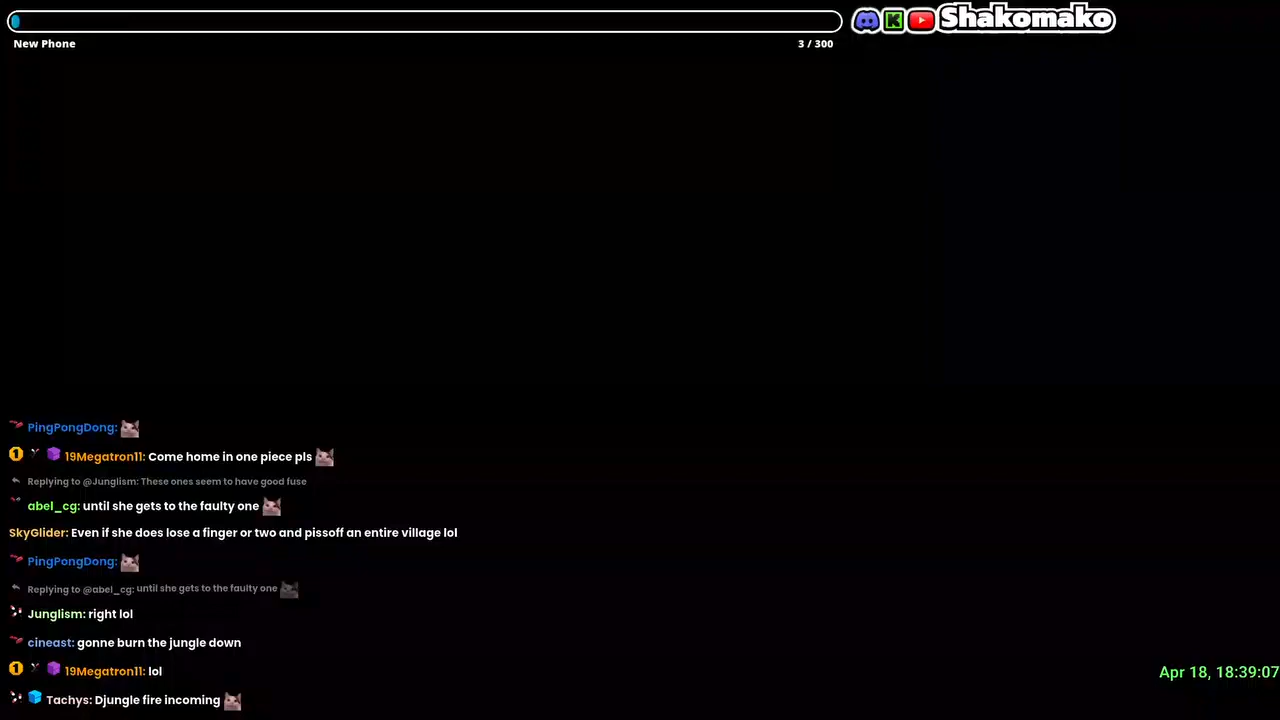 Shakomako
New Phone
3 / 300
PingPongDong:
19Megatron11: Come home in one piece pls
Replying to @Junglism: These ones seem to have good fuse
abel_cg: until she gets to the faulty one
SkyGlider: Even if she does lose a finger or two and pissoff an entire village lol
PingPongDong:
Replying to @abel_cg: until she gets to the faulty one
Junglism: right lol
cineast: gonne burn the jungle down
19Megatron11: lol
Apr 18, 18:39:07
Tachys: Djungle fire incoming